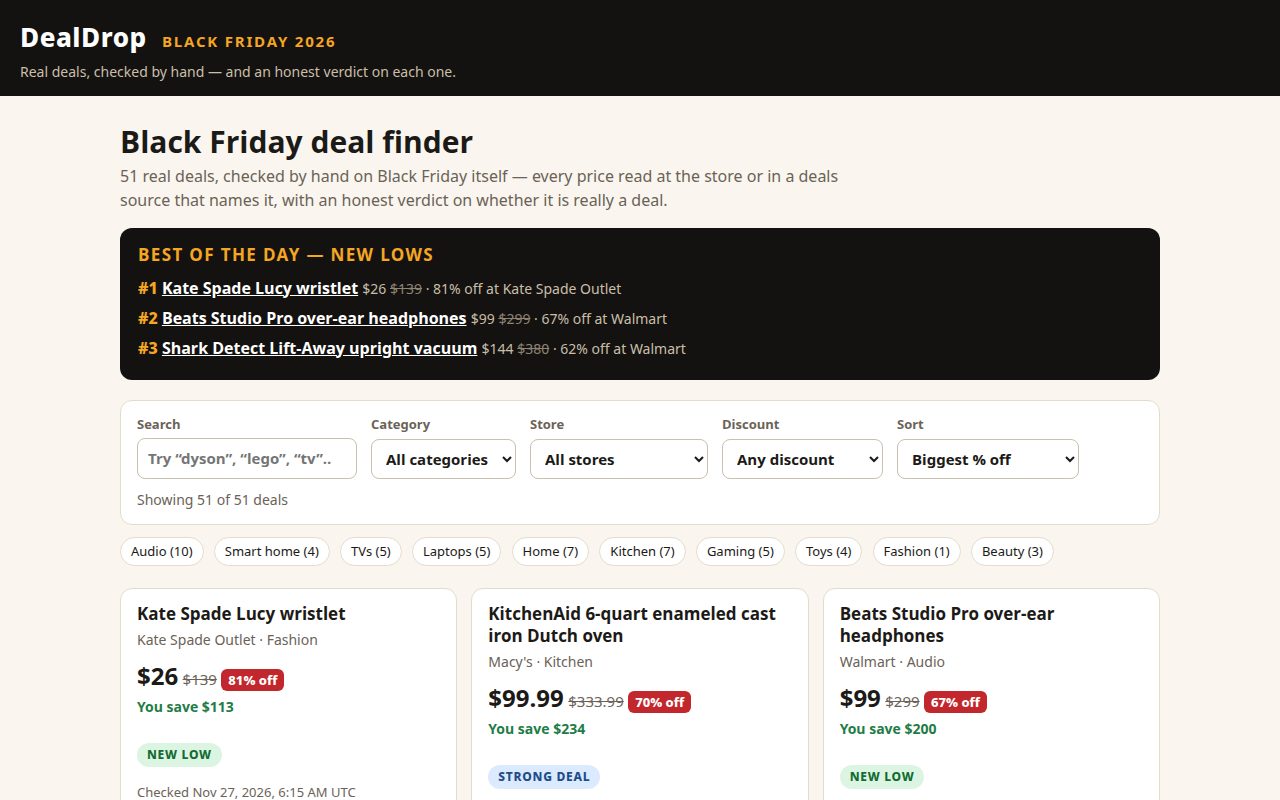 DealDrop BLACK FRIDAY 2026
Real deals, checked by hand — and an honest verdict on each one.
Black Friday deal finder
51 real deals, checked by hand on Black Friday itself — every price read at the store or in a deals
source that names it, with an honest verdict on whether it is really a deal.
BEST OF THE DAY — NEW LOWS
#1 Kate Spade Lucy wristlet $26 $139 · 81% off at Kate Spade Outlet
#2 Beats Studio Pro over-ear headphones $99 $299 · 67% off at Walmart
#3 Shark Detect Lift-Away upright vacuum $144 $380 · 62% off at Walmart
Search Category Store Discount Sort
Try “dyson”, “lego”, “tv”.. All categories All stores Any discount Biggest % off
Showing 51 of 51 deals
Audio (10) Smart home (4) TVs (5) Laptops (5) Home (7) Kitchen (7) Gaming (5) Toys (4) Fashion (1) Beauty (3)
Kate Spade Lucy wristlet
Kate Spade Outlet · Fashion
$26 $139 81% off
You save $113
NEW LOW
Checked Nov 27, 2026, 6:15 AM UTC
KitchenAid 6-quart enameled cast
iron Dutch oven
Macy's · Kitchen
$99.99 $333.99 70% off
You save $234
STRONG DEAL
Beats Studio Pro over-ear
headphones
Walmart · Audio
$99 $299 67% off
You save $200
NEW LOW